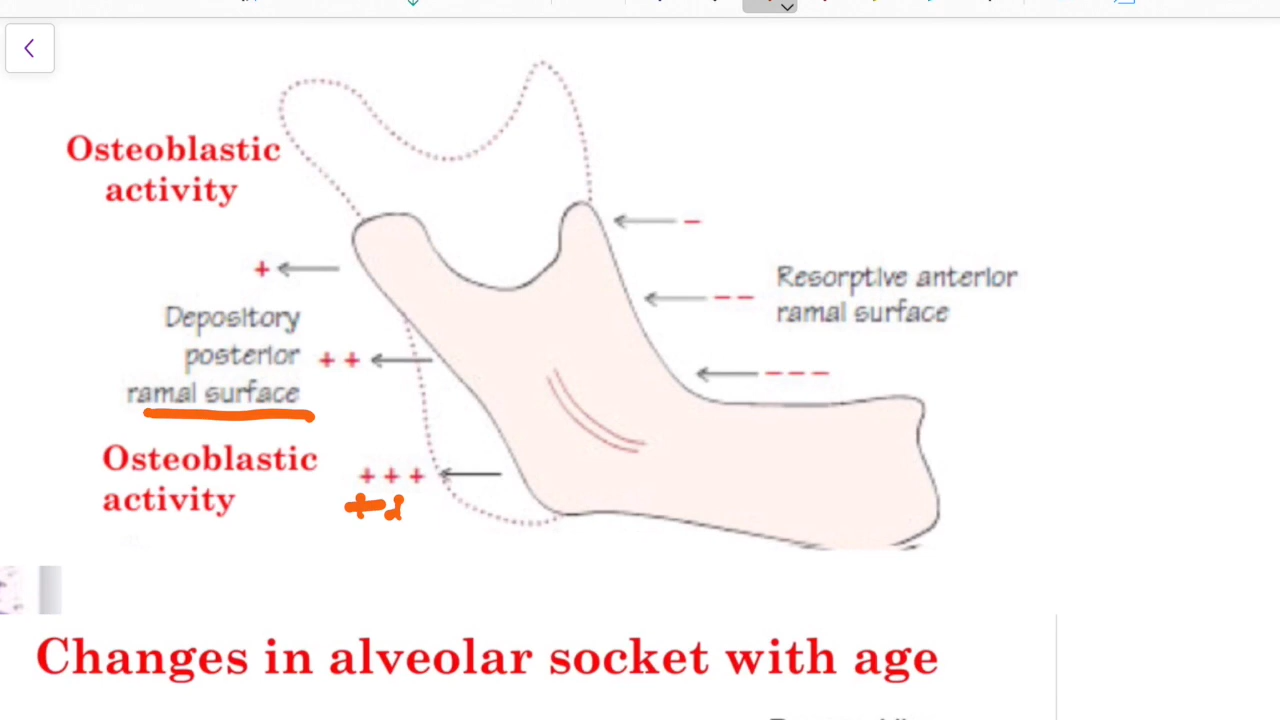 Osteoblastic
activity
+
Depository
posterior
ramal surface
+ +
Osteoblastic
activity
+ + +
–
– –
– – –
Resorptive anterior
ramal surface
Changes in alveolar socket with age